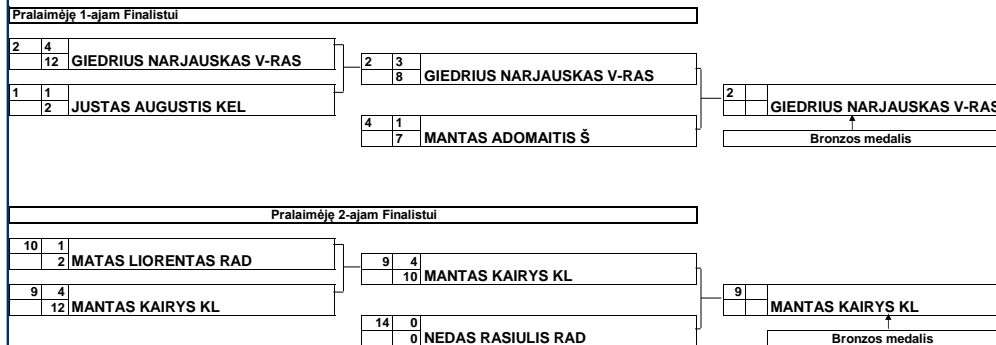 Pralaimėję 1-ajam Finalistui
2 4
12 GIEDRIUS NARJAUSKAS V-RAS
2 3
8 GIEDRIUS NARJAUSKAS V-RAS
1 1
2 JUSTAS AUGUSTIS KEL
2
GIEDRIUS NARJAUSKAS V-RAS
4 1
7 MANTAS ADOMAITIS Š
Bronzos medalis
Pralaimėję 2-ajam Finalistui
10 1
2 MATAS LIORENTAS RAD
9 4
10 MANTAS KAIRYS KL
9 4
12 MANTAS KAIRYS KL
9
MANTAS KAIRYS KL
14 0
0 NEDAS RASIULIS RAD
Bronzos medalis